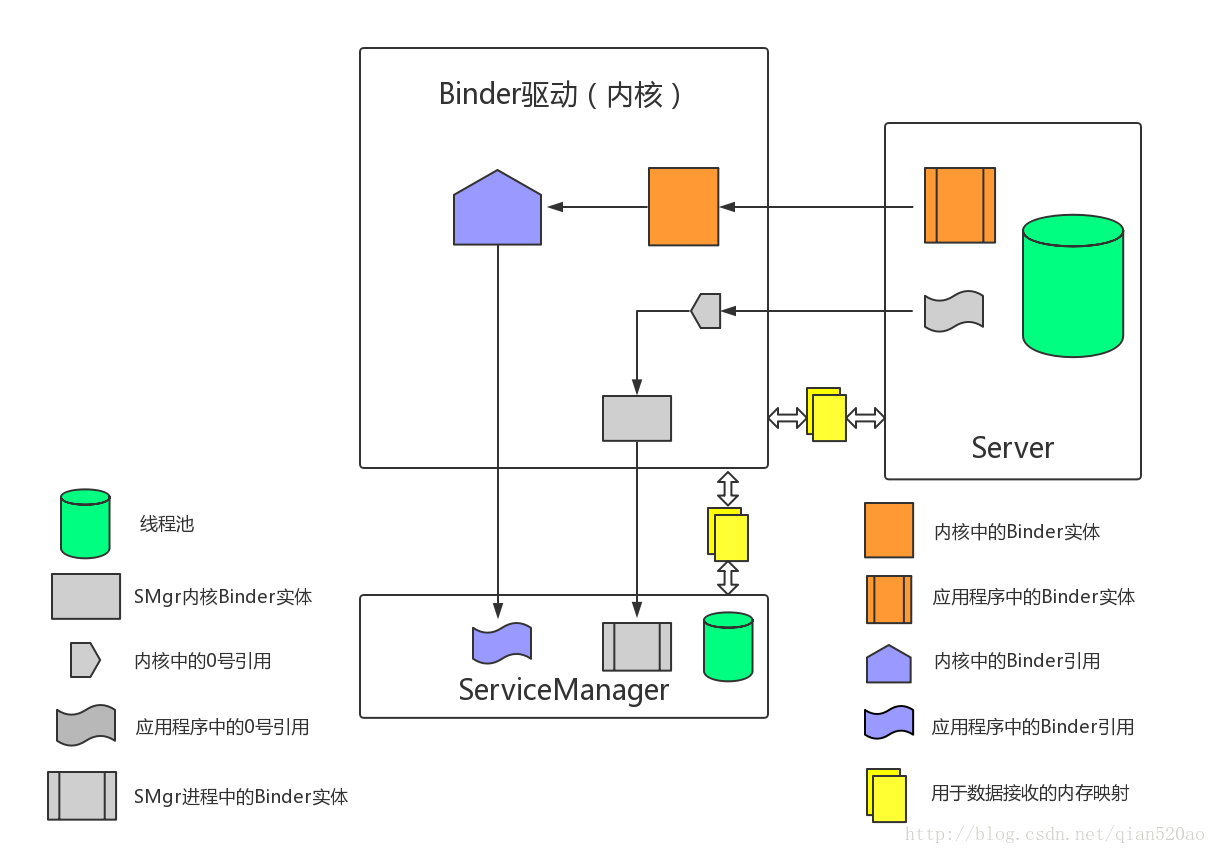 Binder驱动（内核）
Server
ServiceManager
线程池
SMgr内核Binder实体
内核中的0号引用
应用程序中的0号引用
SMgr进程中的Binder实体
内核中的Binder实体
应用程序中的Binder实体
内核中的Binder引用
应用程序中的Binder引用
用于数据接收的内存映射
http://blog.csdn.net/qian520ao